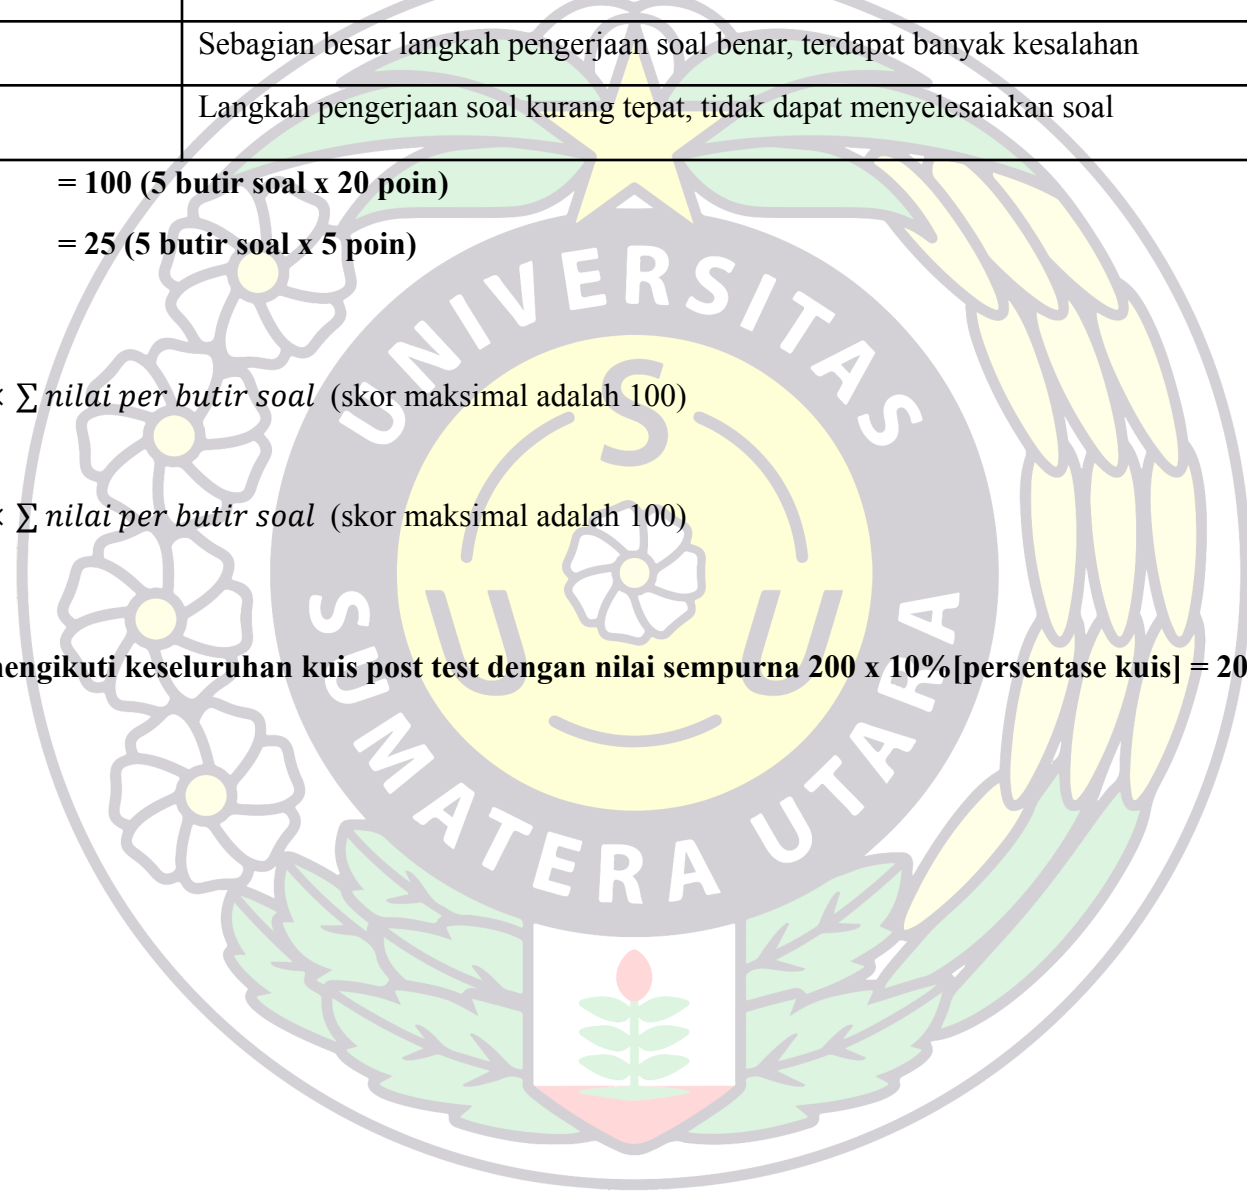 Sebagian besar langkah pengerjaan soal benar, terdapat banyak kesalahan
Langkah pengerjaan soal kurang tepat, tidak dapat menyelesaiakan soal
= 100 (5 butir soal x 20 poin)
= 25 (5 butir soal x 5 poin)
× ∑ nilai per butir soal (skor maksimal adalah 100)
× ∑ nilai per butir soal (skor maksimal adalah 100)
mengikuti keseluruhan kuis post test dengan nilai sempurna 200 x 10%[persentase kuis] = 20
UNIVERSITAS
S
U U
SUMATERA UTARA